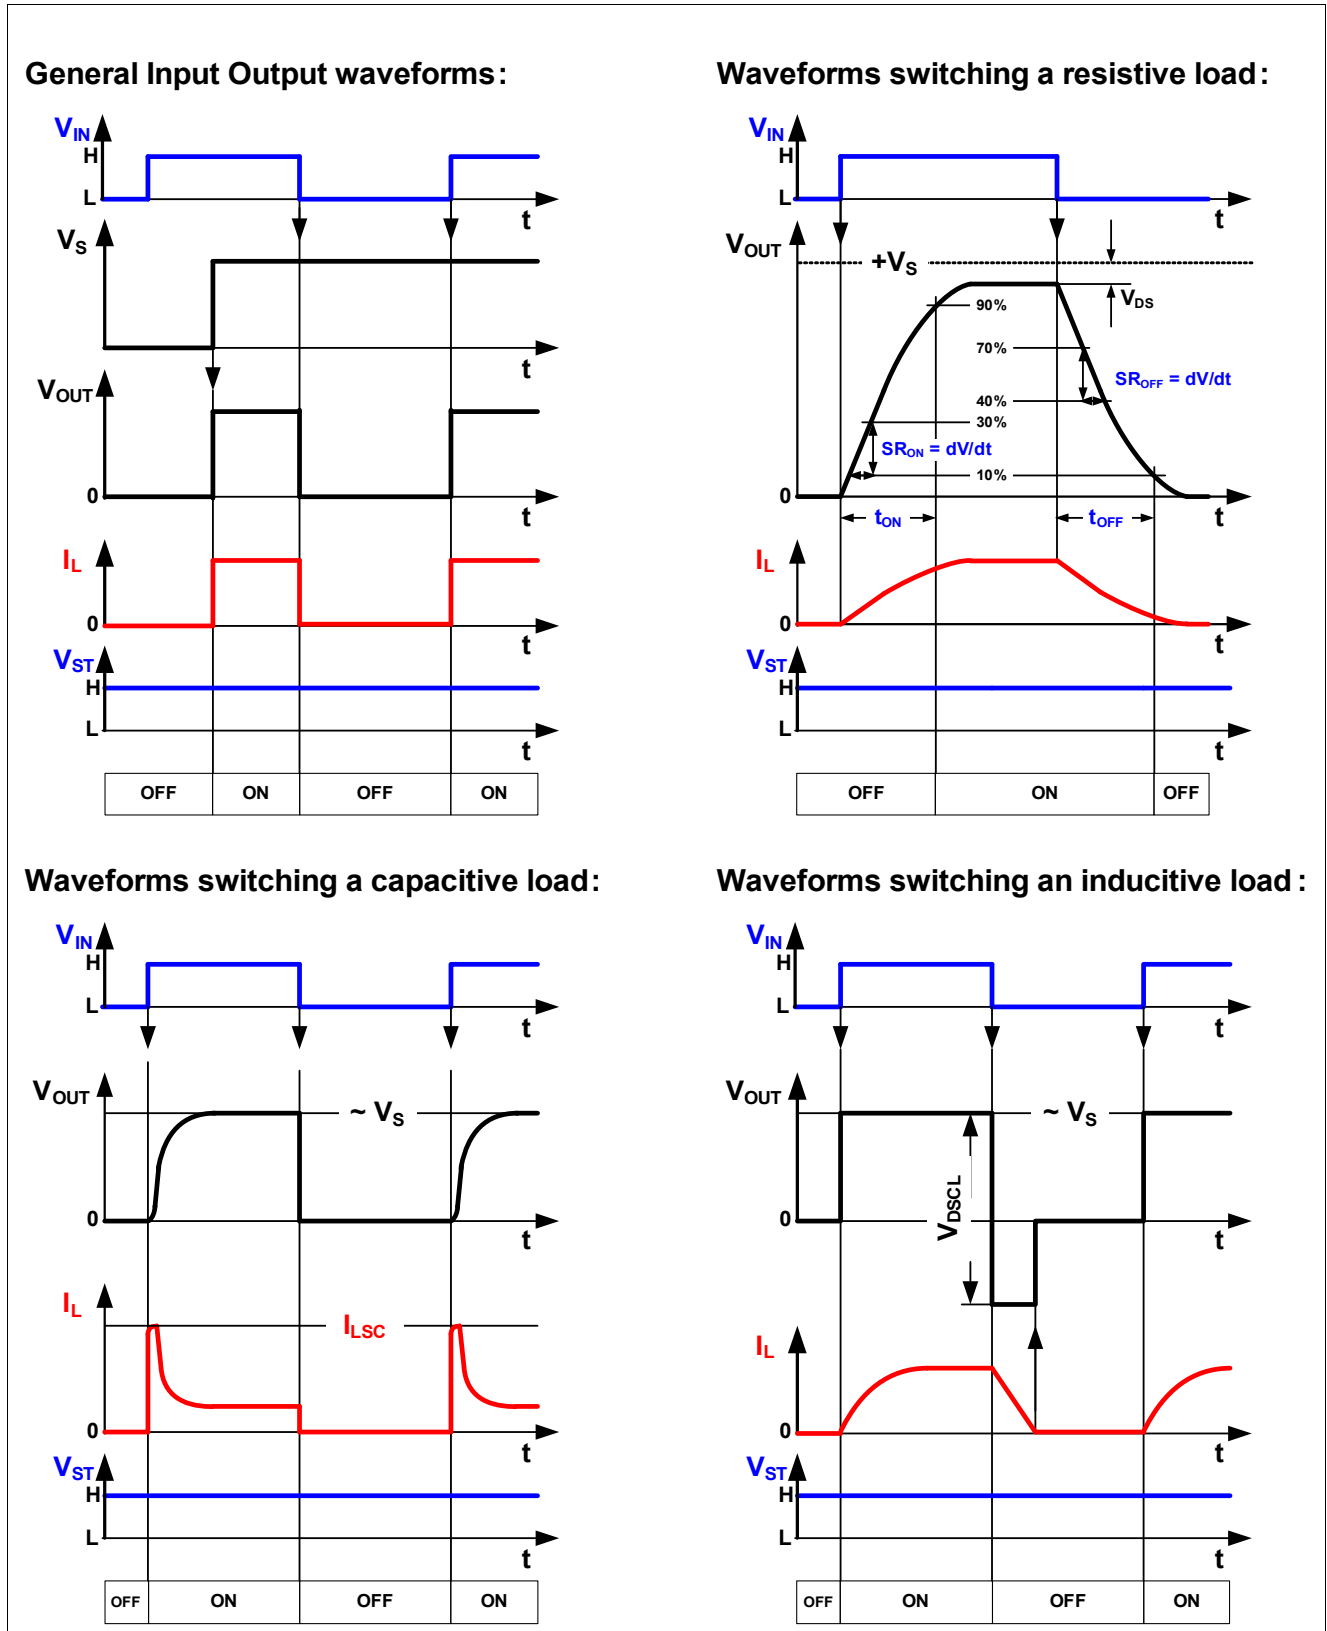 General Input Output waveforms:
VIN
H
L
t
VS
t
VOUT
0
t
IL
0
t
VST
H
L
t
OFF ON OFF ON
Waveforms switching a resistive load:
VIN
H
L
t
VOUT
+VS
VDS
90%
70%
SROFF = dV/dt
40%
30%
SRON = dV/dt
10%
0
t
tON tOFF
IL
0
t
VST
H
L
t
OFF ON OFF
Waveforms switching a capacitive load:
VIN
H
L
t
VOUT
~ VS
0
t
IL
ILSC
0
t
VST
H
L
t
OFF ON OFF ON
Waveforms switching an inducitive load:
VIN
H
L
t
VOUT
~ VS
VDSCL
0
t
IL
0
t
VST
H
L
t
OFF ON OFF ON